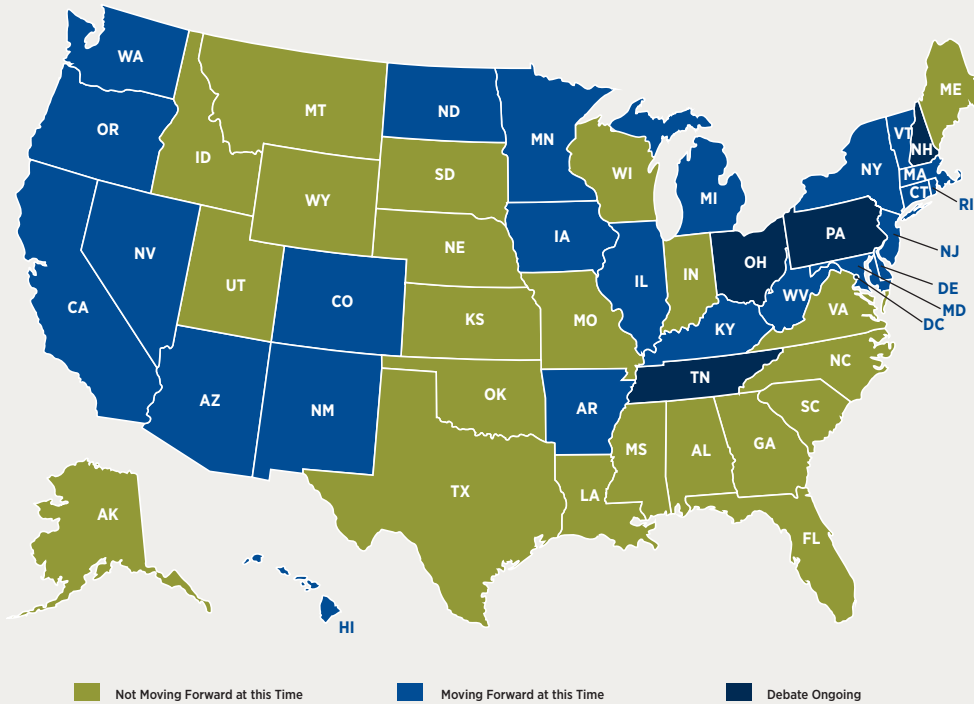 WA
ME
MT
ND
OR
MN
VT
NH
ID
NY
MA
WI
SD
CT
WY
MI
RI
PA
IA
NE
NV
NJ
OH
IN
IL
UT
DE
CO
WV
CA
VA
MD
KS
MO
DC
KY
NC
TN
OK
AZ
AR
NM
SC
GA
MS
AL
TX
LA
AK
FL
HI
Not Moving Forward at this Time
Moving Forward at this Time
Debate Ongoing